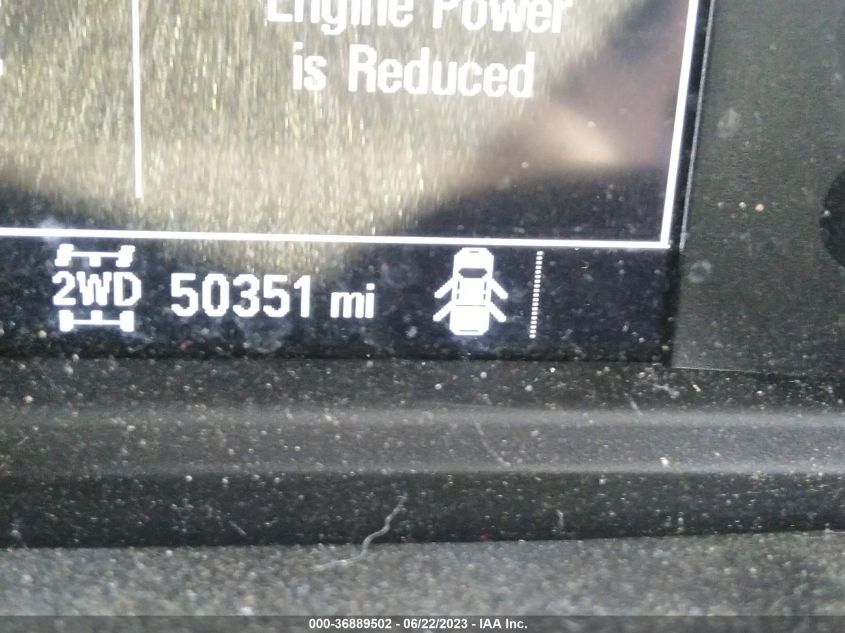 Engine Power
is Reduced
2WD 50351 mi
000-36889502 - 06/22/2023 - IAA Inc.